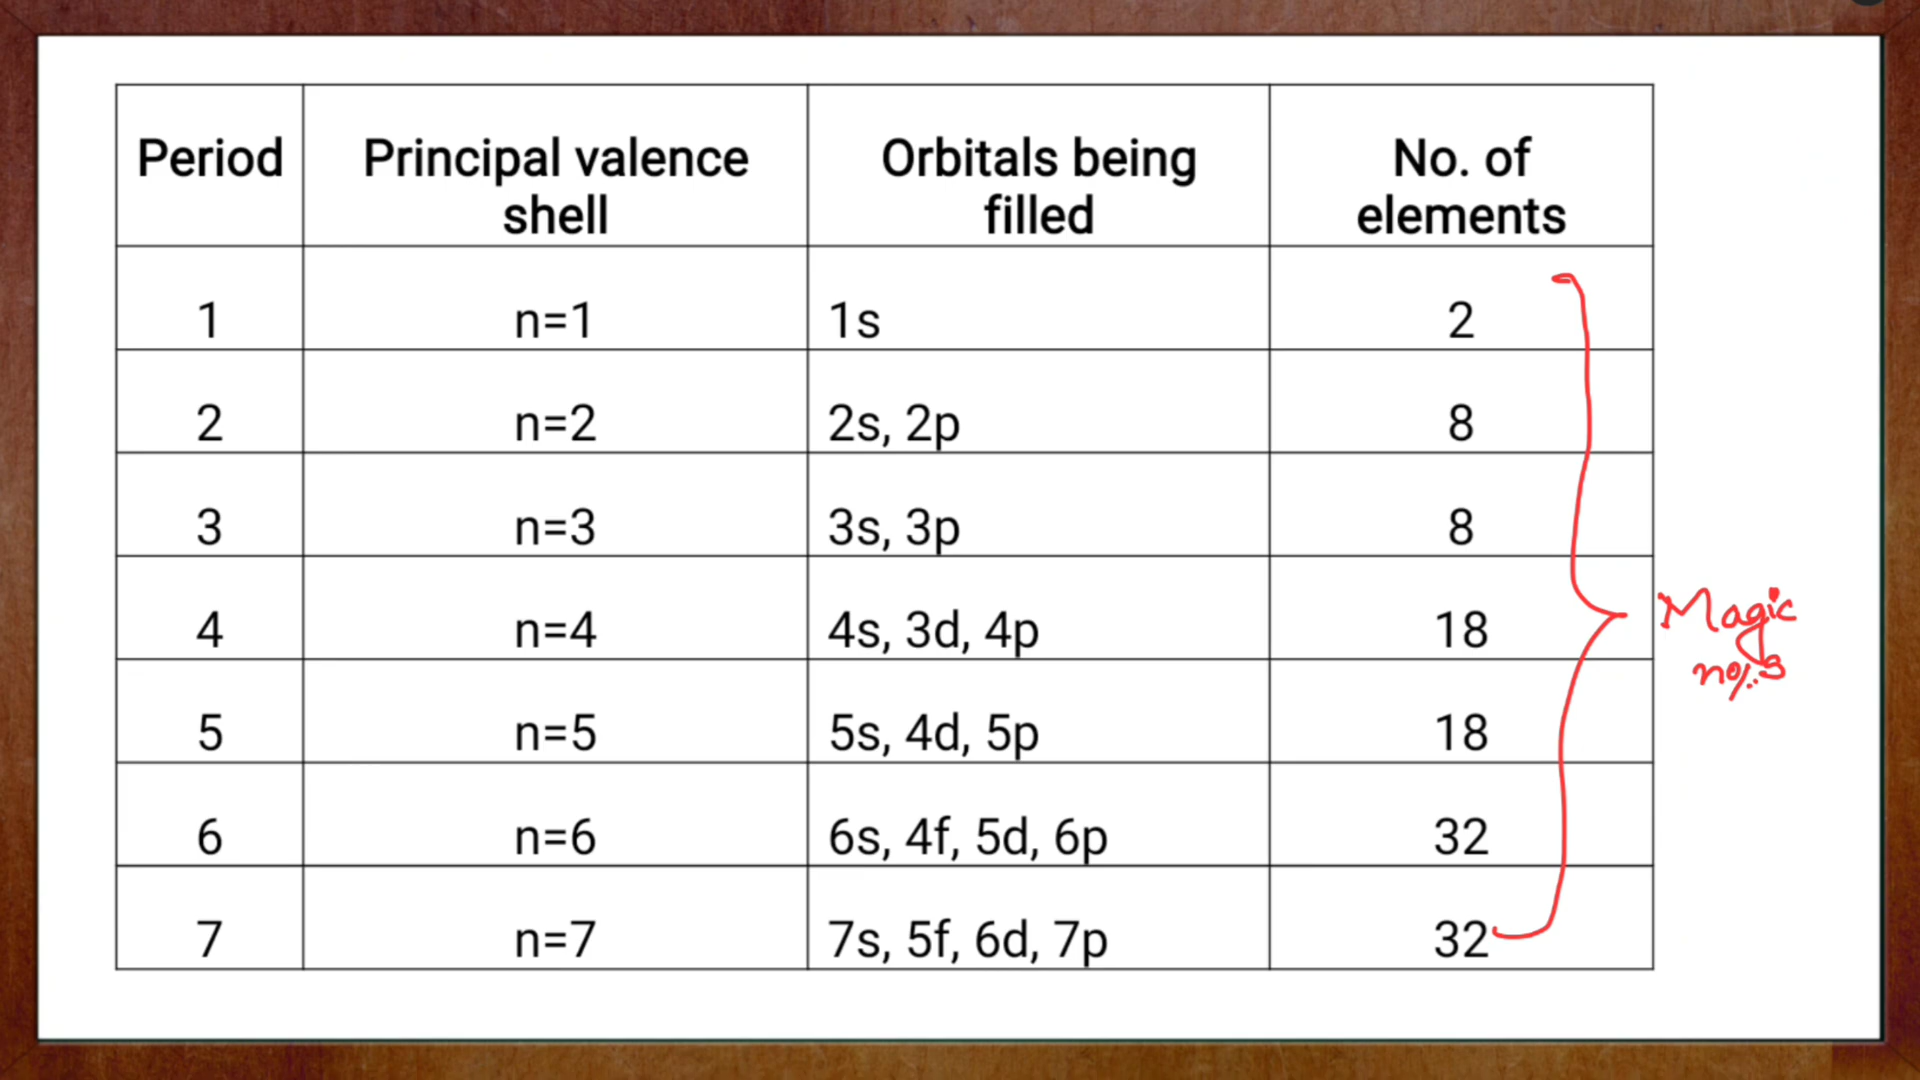 Period Principal valence shell Orbitals being filled No. of elements
1 n=1 1s 2
2 n=2 2s, 2p 8
3 n=3 3s, 3p 8
4 n=4 4s, 3d, 4p 18
5 n=5 5s, 4d, 5p 18
6 n=6 6s, 4f, 5d, 6p 32
7 n=7 7s, 5f, 6d, 7p 32
Magic